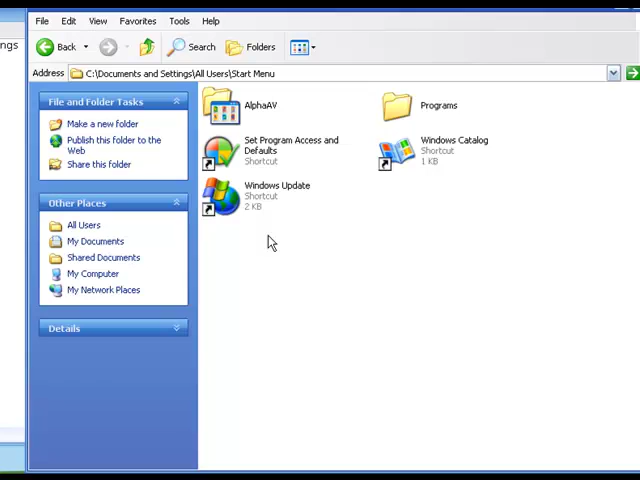 File Edit View Favorites Tools Help
ngs
Back Search Folders
Address C:\Documents and Settings\All Users\Start Menu
File and Folder Tasks
Make a new folder
Publish this folder to the
Web
Share this folder
Other Places
All Users
My Documents
Shared Documents
My Computer
My Network Places
Details
AlphaAV
Programs
Set Program Access and
Defaults
Shortcut
Windows Catalog
Shortcut
1 KB
Windows Update
Shortcut
2 KB